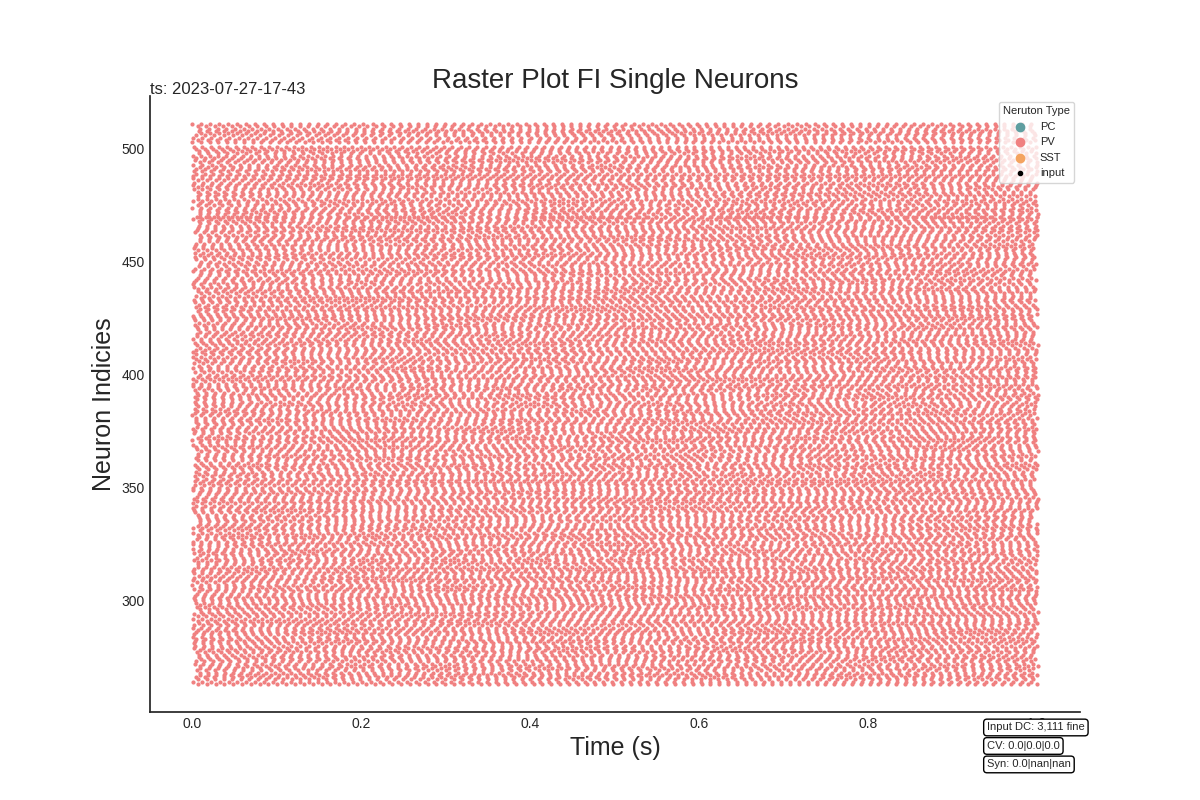 Raster Plot FI Single Neurons
ts: 2023-07-27-17-43
Neruton Type
PC
PV
SST
input
500
450
400
350
300
Neuron Indicies
0.0
0.2
0.4
0.6
0.8
Time (s)
Input DC: 3,111 fine
CV: 0.0|0.0|0.0
Syn: 0.0|nan|nan